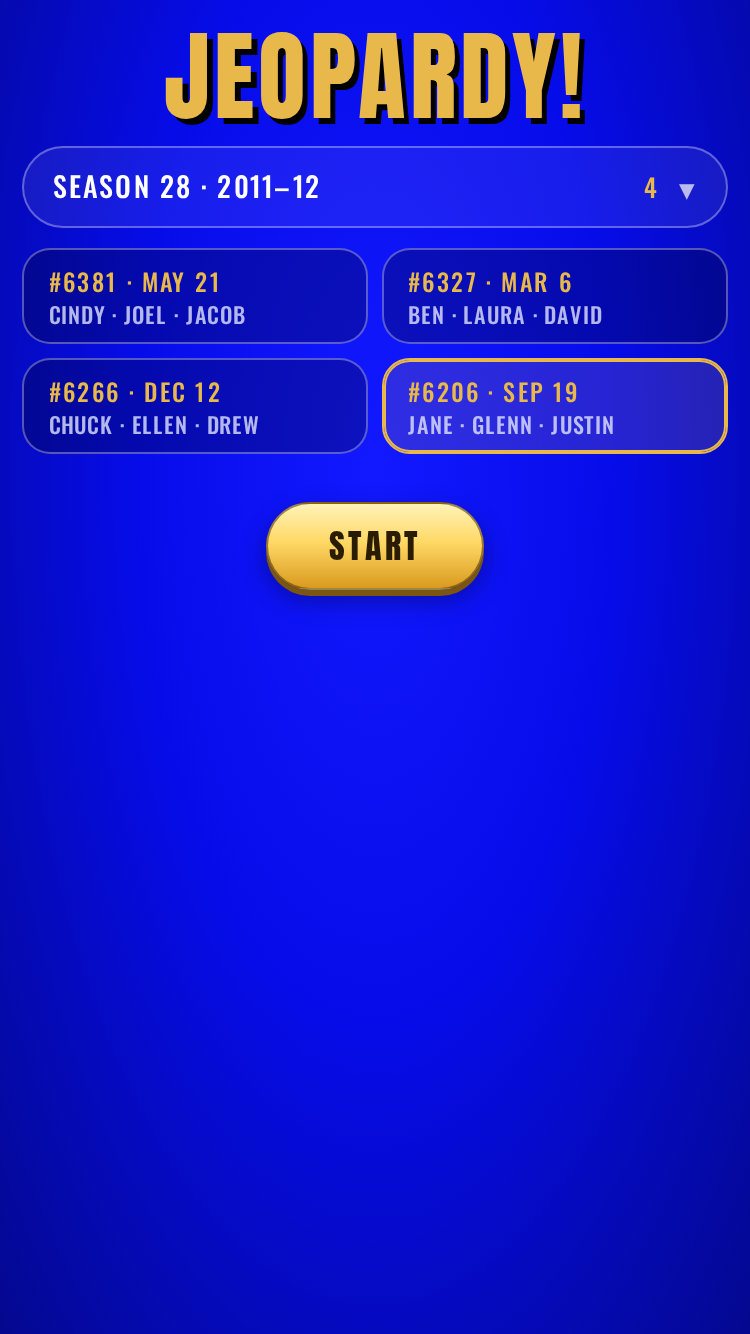 JEOPARDY!
SEASON 28 · 2011–12 4 ▼
#6381 · MAY 21
CINDY · JOEL · JACOB
#6327 · MAR 6
BEN · LAURA · DAVID
#6266 · DEC 12
CHUCK · ELLEN · DREW
#6206 · SEP 19
JANE · GLENN · JUSTIN
START